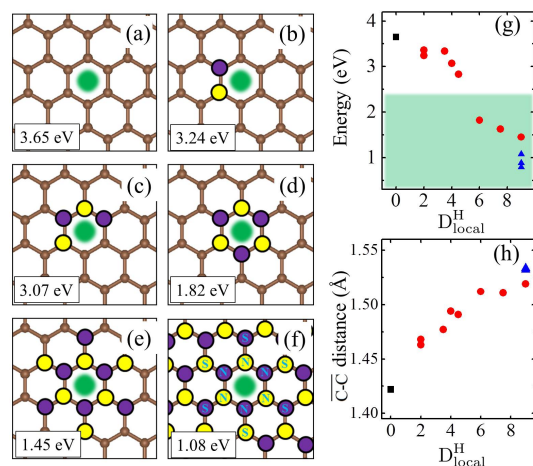 (a)
3.65 eV
(b)
3.24 eV
(c)
3.07 eV
(d)
1.82 eV
(e)
1.45 eV
(f)
S
S N S
N N
N N
S N S
S
1.08 eV
(g)
Energy (eV)
4
3
2
1
0 2 4 6 8
D^H_local
(h)
C-C distance (Å)
1.55
1.50
1.45
1.40
0 2 4 6 8
D^H_local